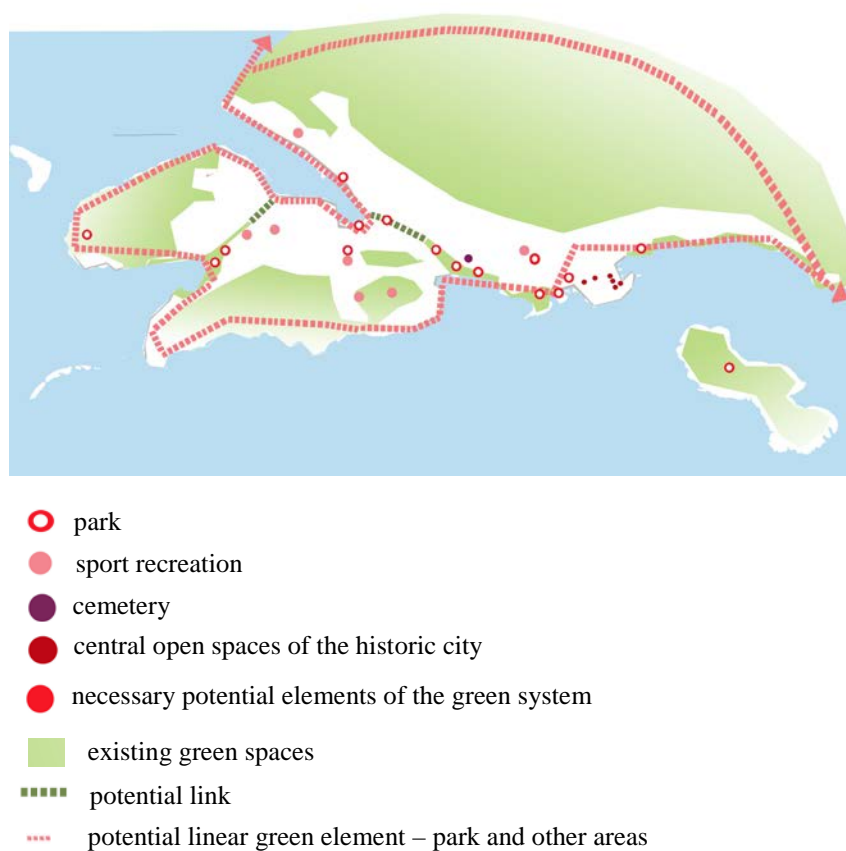 park
sport recreation
cemetery
central open spaces of the historic city
necessary potential elements of the green system
existing green spaces
potential link
potential linear green element – park and other areas